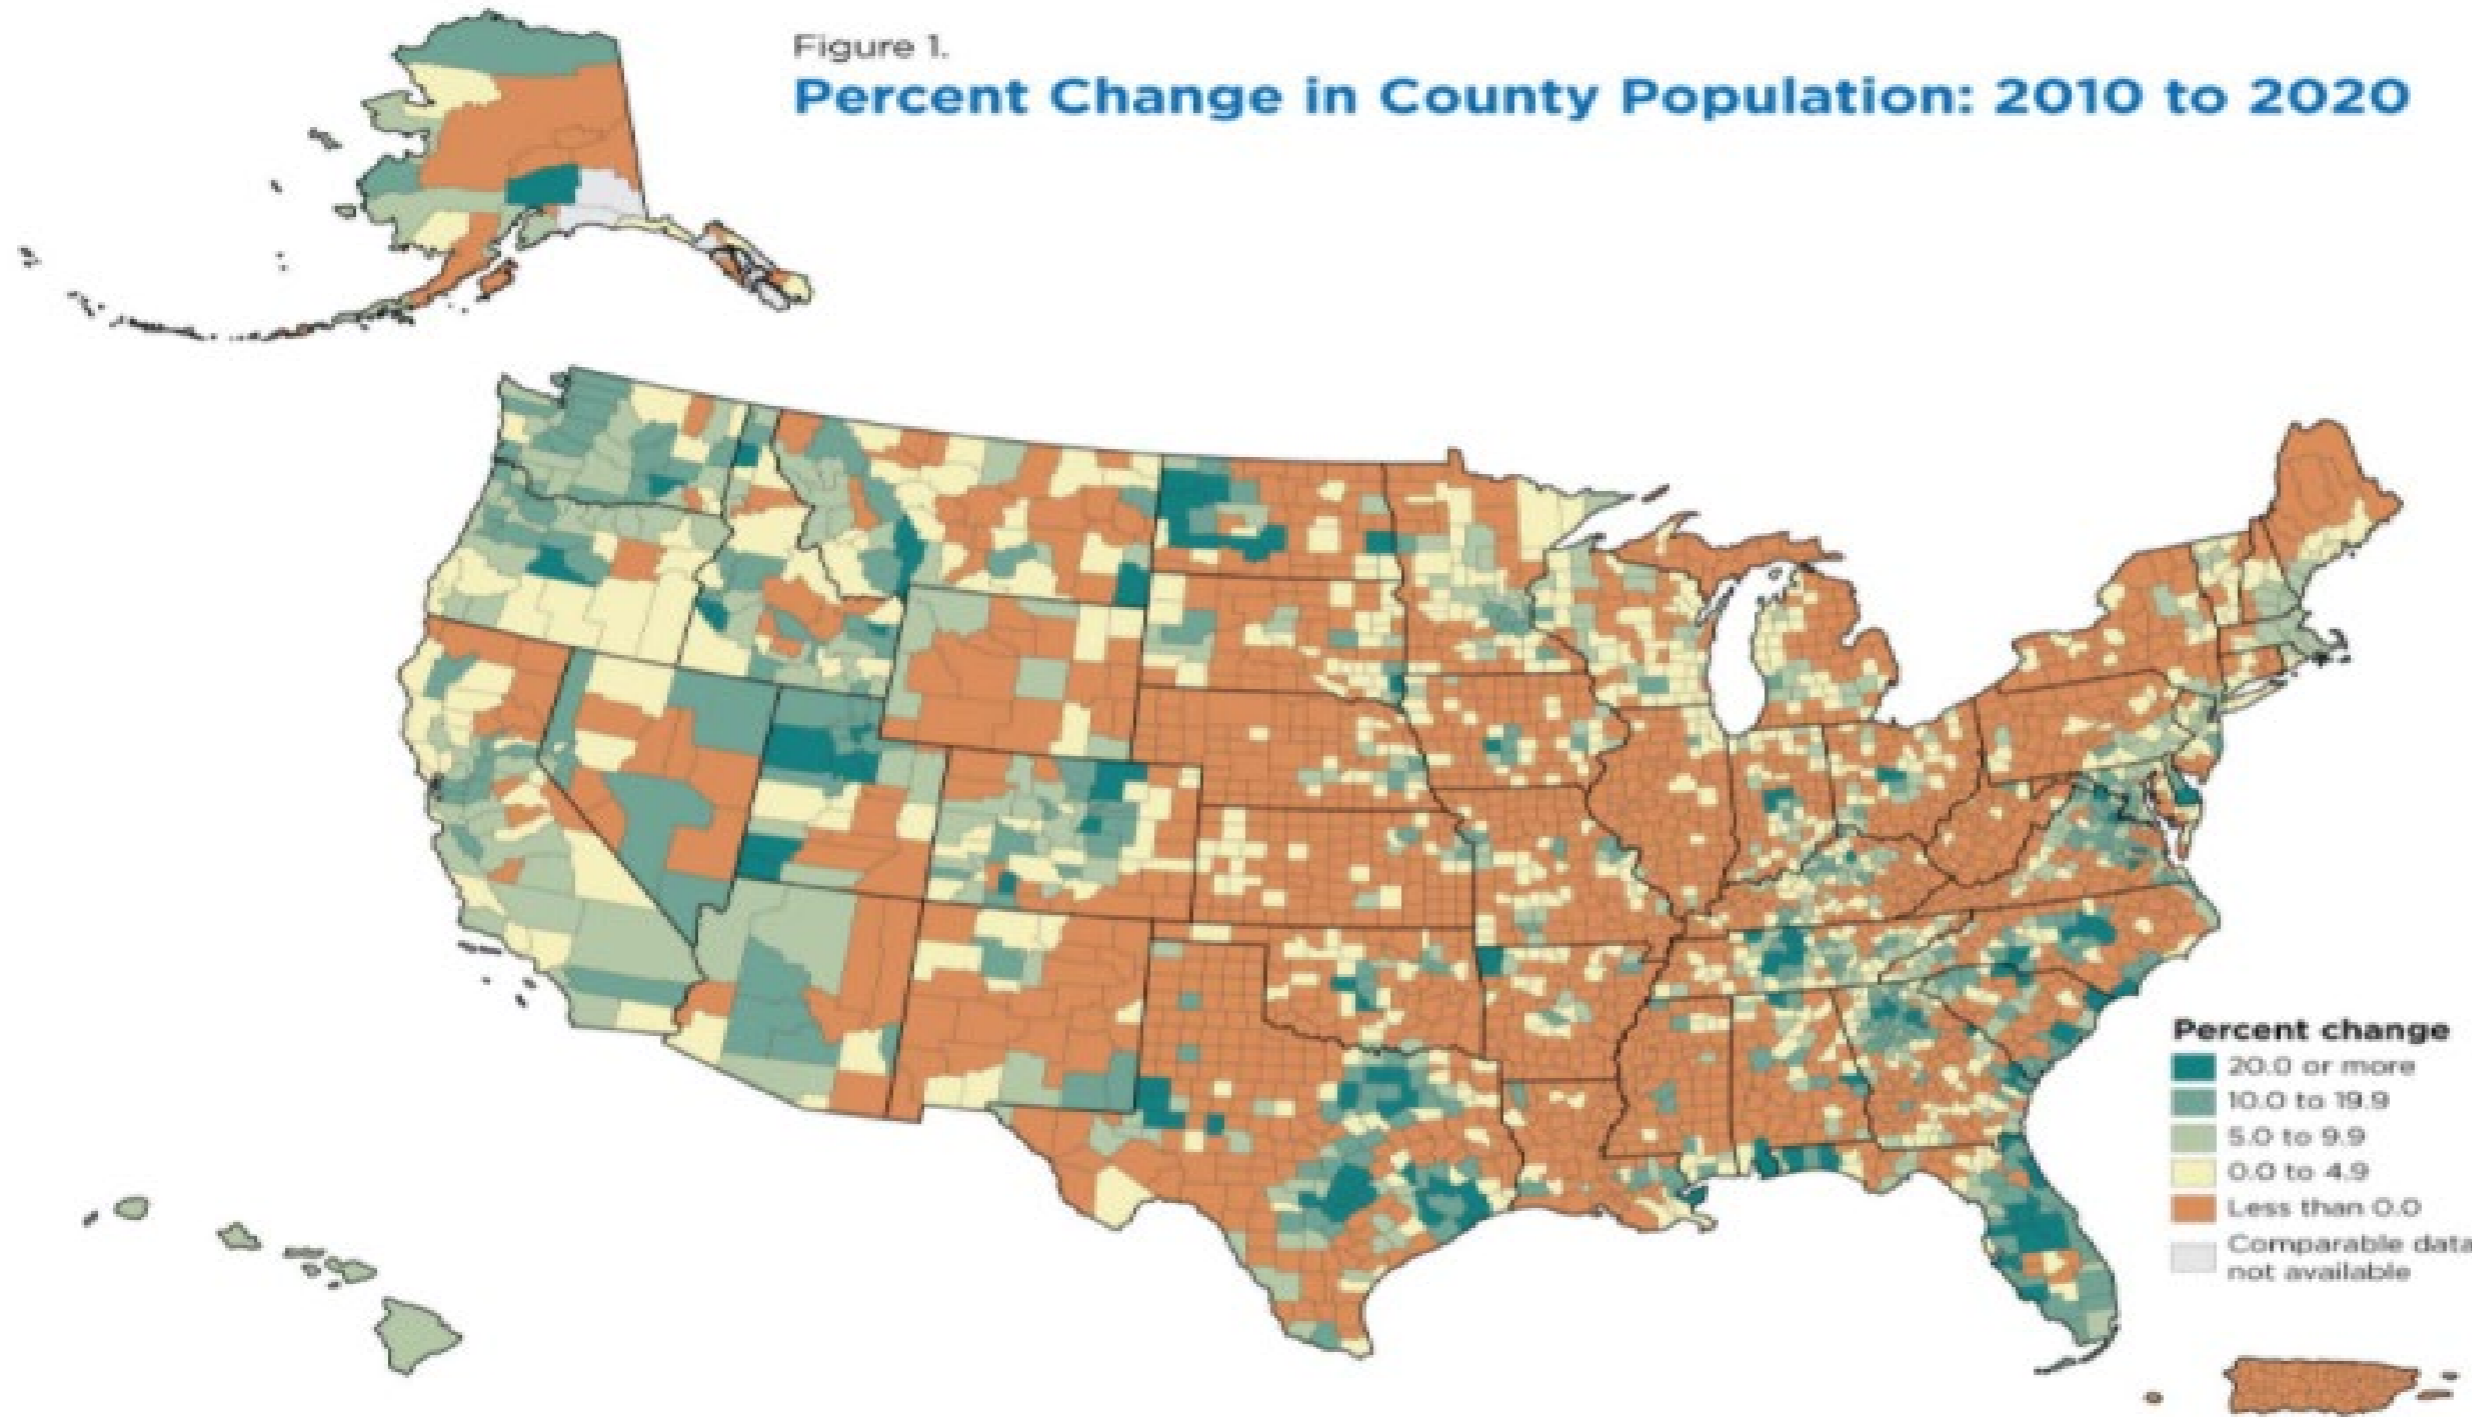 Figure 1.
Percent Change in County Population: 2010 to 2020
Percent change
20.0 or more
10.0 to 19.9
5.0 to 9.9
0.0 to 4.9
Less than 0.0
Comparable data
not available